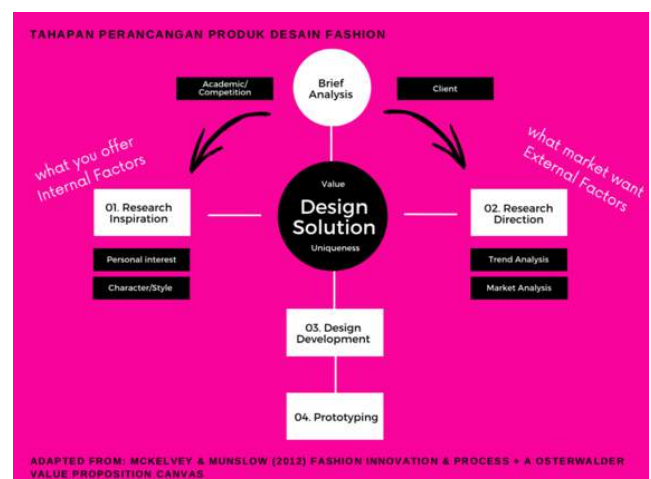 TAHAPAN PERANCANGAN PRODUK DESAIN FASHION
Academic/
Competition
Brief
Analysis
Client
what you offer
Internal Factors
what market want
External Factors
01. Research
Inspiration
Value
Design
Solution
Uniqueness
02. Research
Direction
Personal interest
Character/Style
Trend Analysis
Market Analysis
03. Design
Development
04. Prototyping
ADAPTED FROM: MCKELVEY & MUNSLOW (2012) FASHION INNOVATION & PROCESS + A OSTERWALDER
VALUE PROPOSITION CANVAS